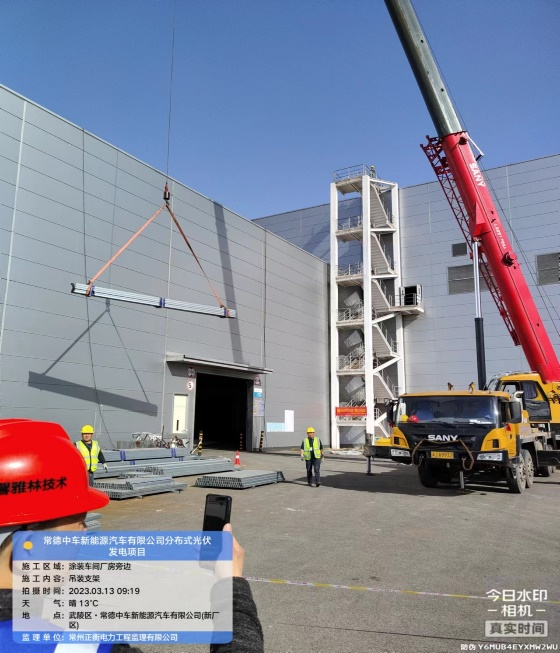 SANY
SANY
馨雅林技术
常德中车新能源汽车有限公司分布式光伏
发电项目
施工区域：涂装车间厂房旁边
施工内容：吊装支架
拍摄时间：2023.03.13 09:19
天 气：晴 13℃
地 点：武陵区·常德中车新能源汽车有限公司(新厂
区)
监理单位：常州正衡电力工程监理有限公司
今日水印
相机
真实时间
防伪 Y6MUB4EYXMW2WU